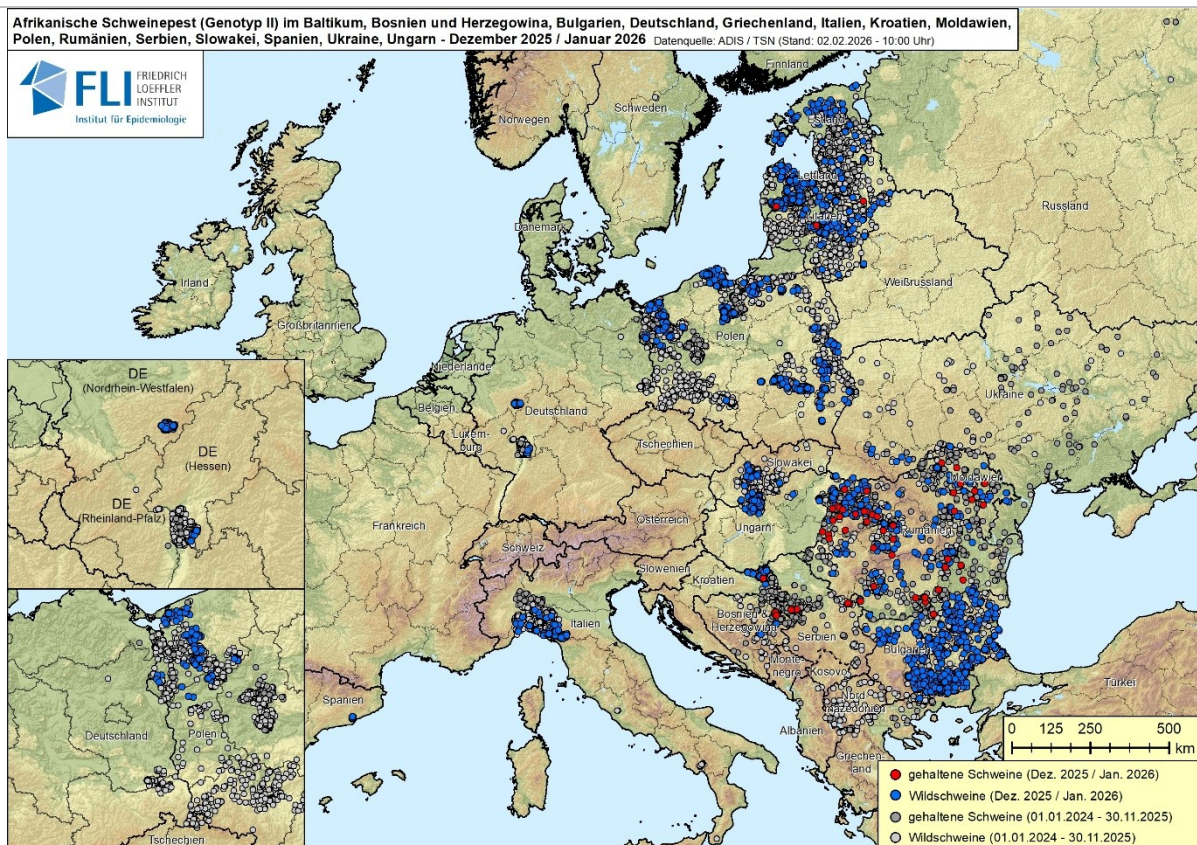 Afrikanische Schweinepest (Genotyp II) im Baltikum, Bosnien und Herzegowina, Bulgarien, Deutschland, Griechenland, Italien, Kroatien, Moldawien,
Polen, Rumänien, Serbien, Slowakei, Spanien, Ukraine, Ungarn - Dezember 2025 / Januar 2026 Datenquelle: ADIS / TSN (Stand: 02.02.2026 - 10:00 Uhr)
FLI
FRIEDRICH
LOEFFLER
INSTITUT
Institut für Epidemiologie
Finnland
Norwegen
Schweden
Estland
Lettland
Litauen
Russland
Dänemark
Irland
Großbritannien
Weißrussland
Niederlande
Polen
Belgien
Deutschland
Ukraine
Luxem-
burg
Tschechien
Slowakei
Moldawien
Frankreich
Österreich
Ungarn
Rumänien
Schweiz
Slowenien
Kroatien
Italien
Bosnien &
Herzegowina
Serbien
Monte-
negro
Kosovo
Bulgarien
Nord
mazedonien
Albanien
Griechen-
land
Türkei
Spanien
DE
(Nordrhein-Westfalen)
DE
(Hessen)
DE
(Rheinland-Pfalz)
Deutschland
Polen
Tschechien
0 125 250 500
km
gehaltene Schweine (Dez. 2025 / Jan. 2026)
Wildschweine (Dez. 2025 / Jan. 2026)
gehaltene Schweine (01.01.2024 - 30.11.2025)
Wildschweine (01.01.2024 - 30.11.2025)